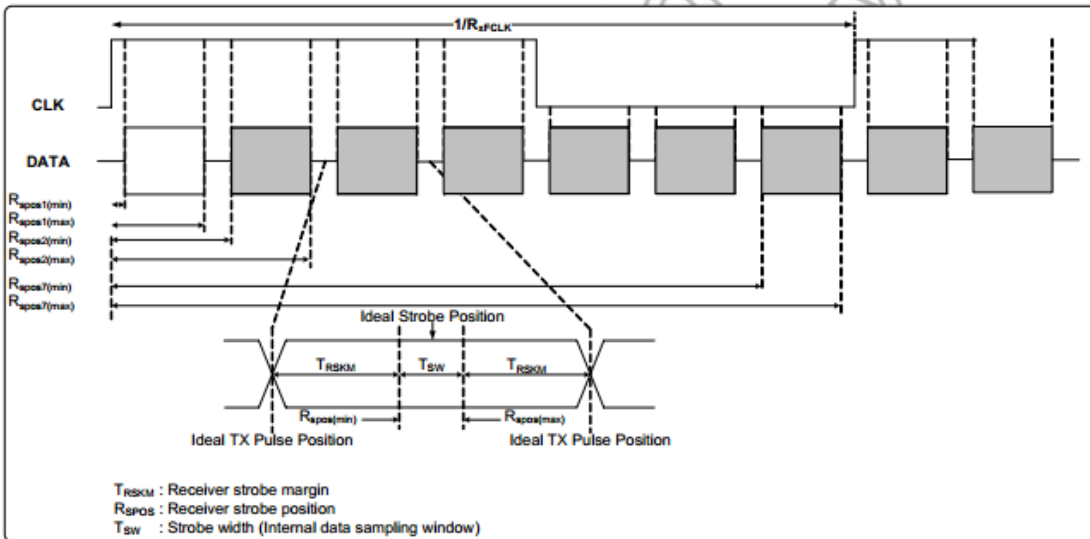 1/RxFCLK
CLK
DATA
Rspos1(min)
Rspos1(max)
Rspos2(min)
Rspos2(max)
Rspos7(min)
Rspos7(max)
Ideal Strobe Position
TRSKM TSW TRSKM
Rspos(min) Rspos(max)
Ideal TX Pulse Position Ideal TX Pulse Position
TRSKM : Receiver strobe margin
RSPOS : Receiver strobe position
TSW : Strobe width (Internal data sampling window)